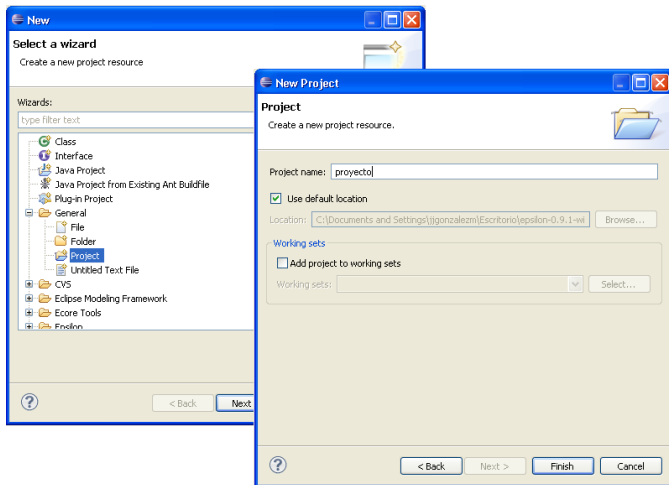 New
Select a wizard
Create a new project resource
Wizards:
type filter text
Class
Interface
Java Project
Java Project from Existing Ant Buildfile
Plug-in Project
General
File
Folder
Project
Untitled Text File
CVS
Eclipse Modeling Framework
Ecore Tools
Epsilon
< Back
Next
New Project
Project
Create a new project resource.
Project name:
proyecto
Use default location
Location:
C:\Documents and Settings\jjgonzalezm\Escritorio\epsilon-0.9.1-wi
Browse...
Working sets
Add project to working sets
Working sets:
Select...
< Back
Next >
Finish
Cancel